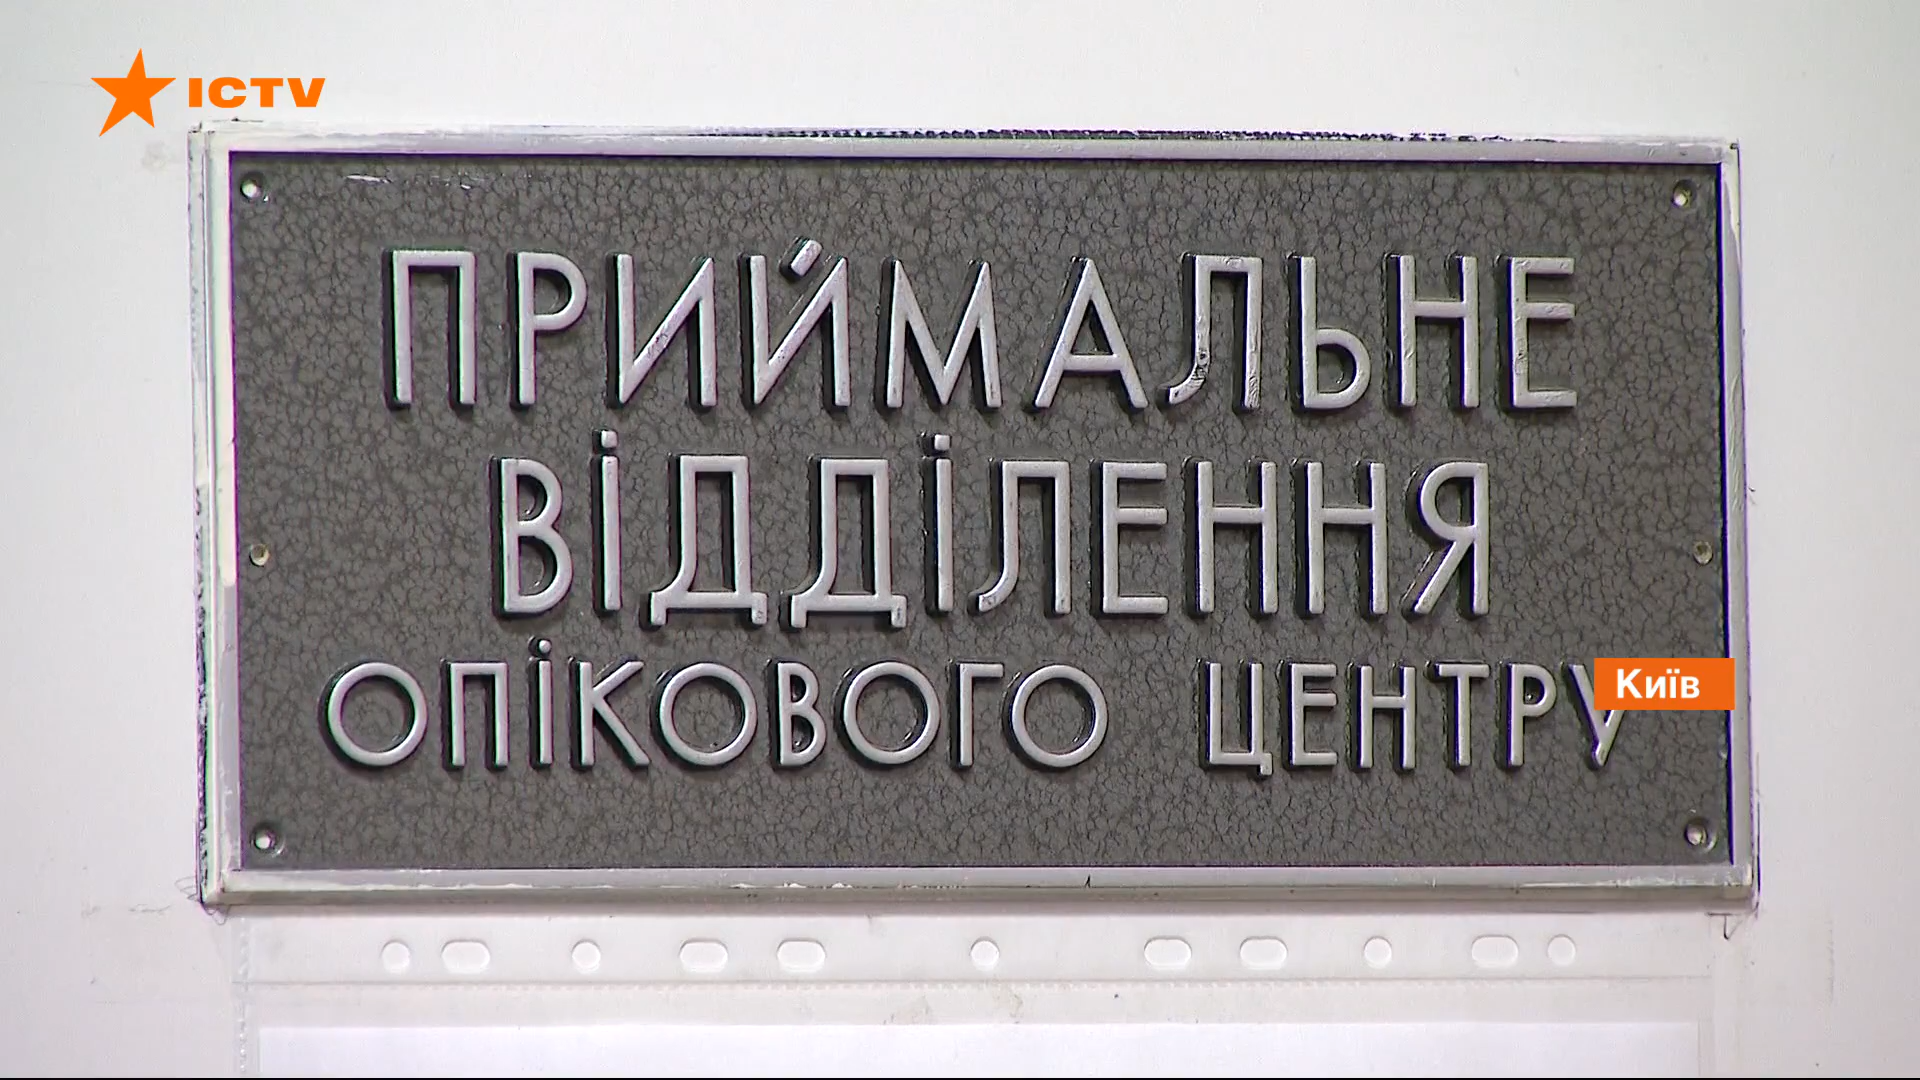 ICTV
ПРИЙМАЛЬНЕ
ВІДДІЛЕННЯ
ОПІКОВОГО ЦЕНТРУ
Київ